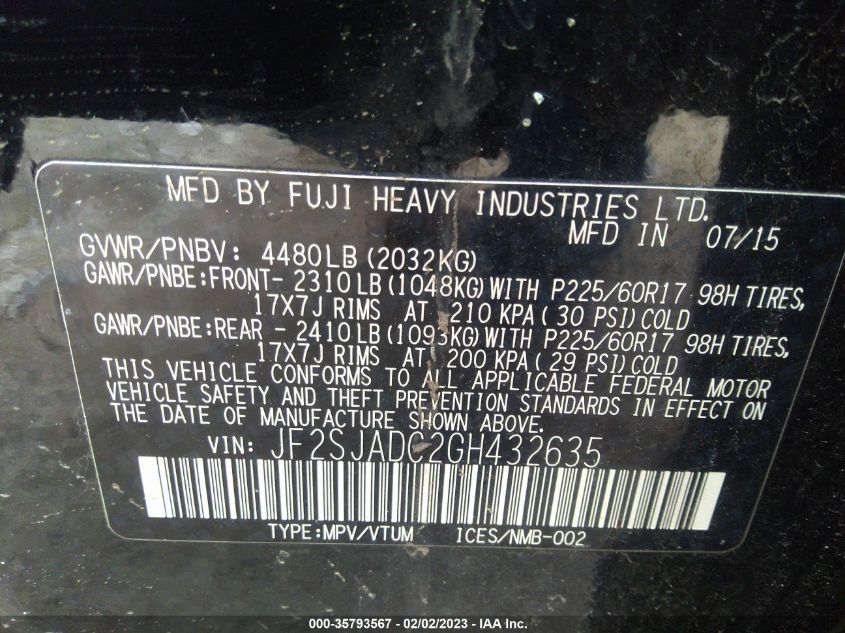 MFD BY FUJI HEAVY INDUSTRIES LTD.
MFD IN 07/15
GVWR/PNBV: 4480LB (2032KG)
GAWR/PNBE:FRONT- 2310LB (1048KG) WITH P225/60R17 98H TIRES,
17X7J RIMS AT 210 KPA ( 30 PSI) COLD
GAWR/PNBE:REAR - 2410LB (1093KG) WITH P225/60R17 98H TIRES,
17X7J RIMS AT 200 KPA ( 29 PSI) COLD
THIS VEHICLE CONFORMS TO ALL APPLICABLE FEDERAL MOTOR
VEHICLE SAFETY AND THEFT PREVENTION STANDARDS IN EFFECT ON
THE DATE OF MANUFACTURE SHOWN ABOVE.
VIN: JF2SJADC2GH432635
TYPE:MPV/VTUM ICES/NMB-002
000-35793567 - 02/02/2023 - IAA Inc.